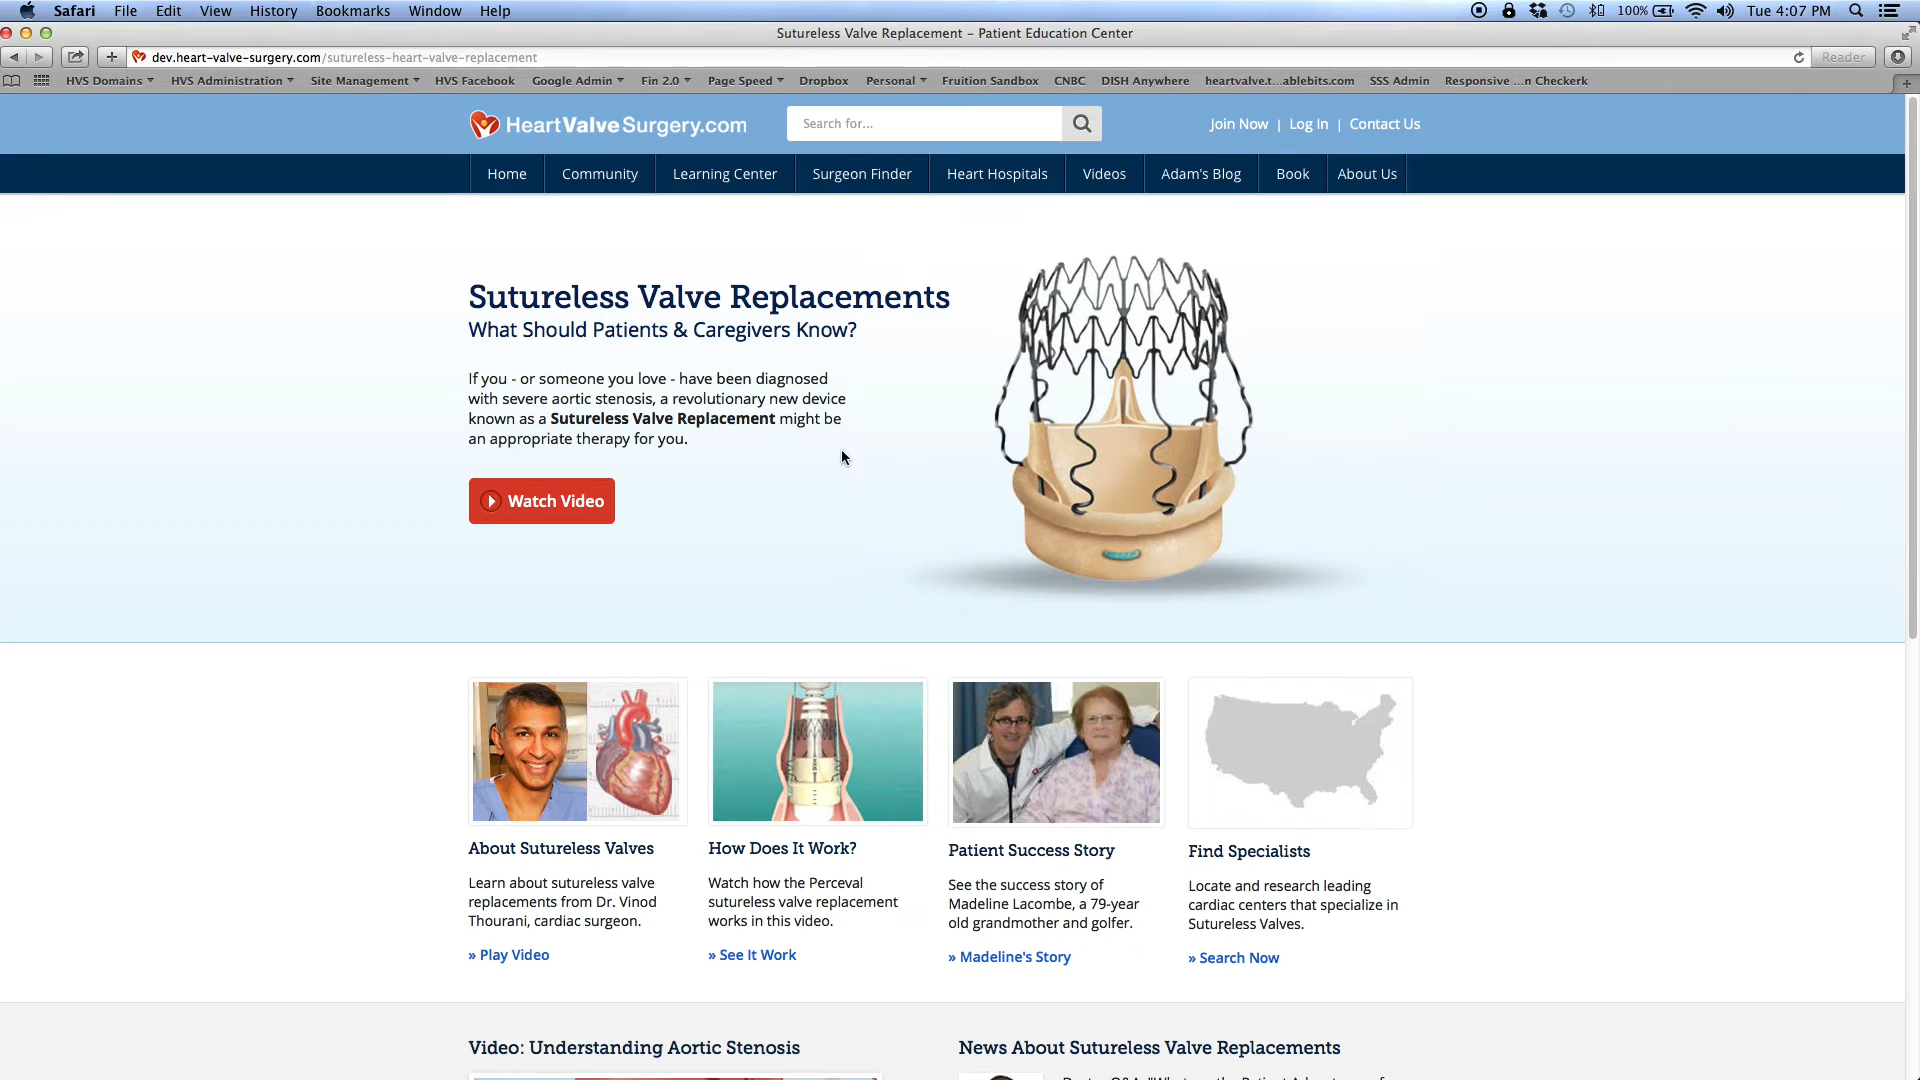 Safari File Edit View History Bookmarks Window Help 100% Tue 4:07 PM
Sutureless Valve Replacement – Patient Education Center
dev.heart-valve-surgery.com/sutureless-heart-valve-replacement Reader
HVS Domains HVS Administration Site Management HVS Facebook Google Admin Fin 2.0 Page Speed Dropbox Personal Fruition Sandbox CNBC DISH Anywhere heartvalve.t...ablebits.com SSS Admin Responsive ...n Checkerk
HeartValveSurgery.com Search for... Join Now | Log In | Contact Us
Home Community Learning Center Surgeon Finder Heart Hospitals Videos Adam's Blog Book About Us
Sutureless Valve Replacements
What Should Patients & Caregivers Know?
If you - or someone you love - have been diagnosed
with severe aortic stenosis, a revolutionary new device
known as a Sutureless Valve Replacement might be
an appropriate therapy for you.
Watch Video
About Sutureless Valves
Learn about sutureless valve
replacements from Dr. Vinod
Thourani, cardiac surgeon.
» Play Video
How Does It Work?
Watch how the Perceval
sutureless valve replacement
works in this video.
» See It Work
Patient Success Story
See the success story of
Madeline Lacombe, a 79-year
old grandmother and golfer.
» Madeline's Story
Find Specialists
Locate and research leading
cardiac centers that specialize in
Sutureless Valves.
» Search Now
Video: Understanding Aortic Stenosis
News About Sutureless Valve Replacements